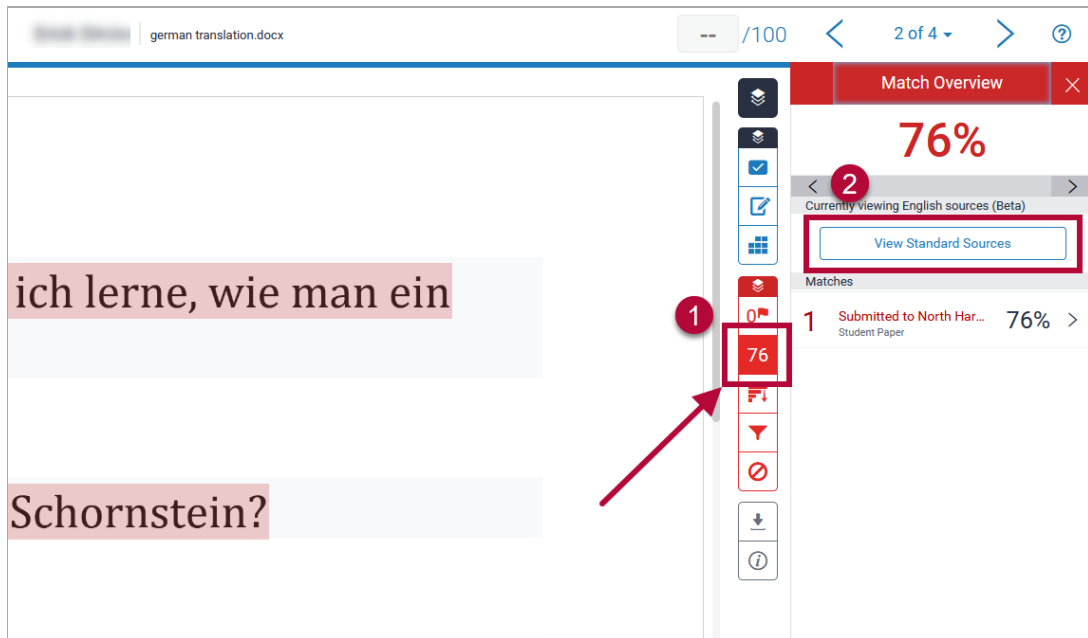 german translation.docx
-- /100
2 of 4
Match Overview
76%
2
Currently viewing English sources (Beta)
View Standard Sources
Matches
1 Submitted to North Har... 76%
Student Paper
ich lerne, wie man ein
Schornstein?
1
0
76